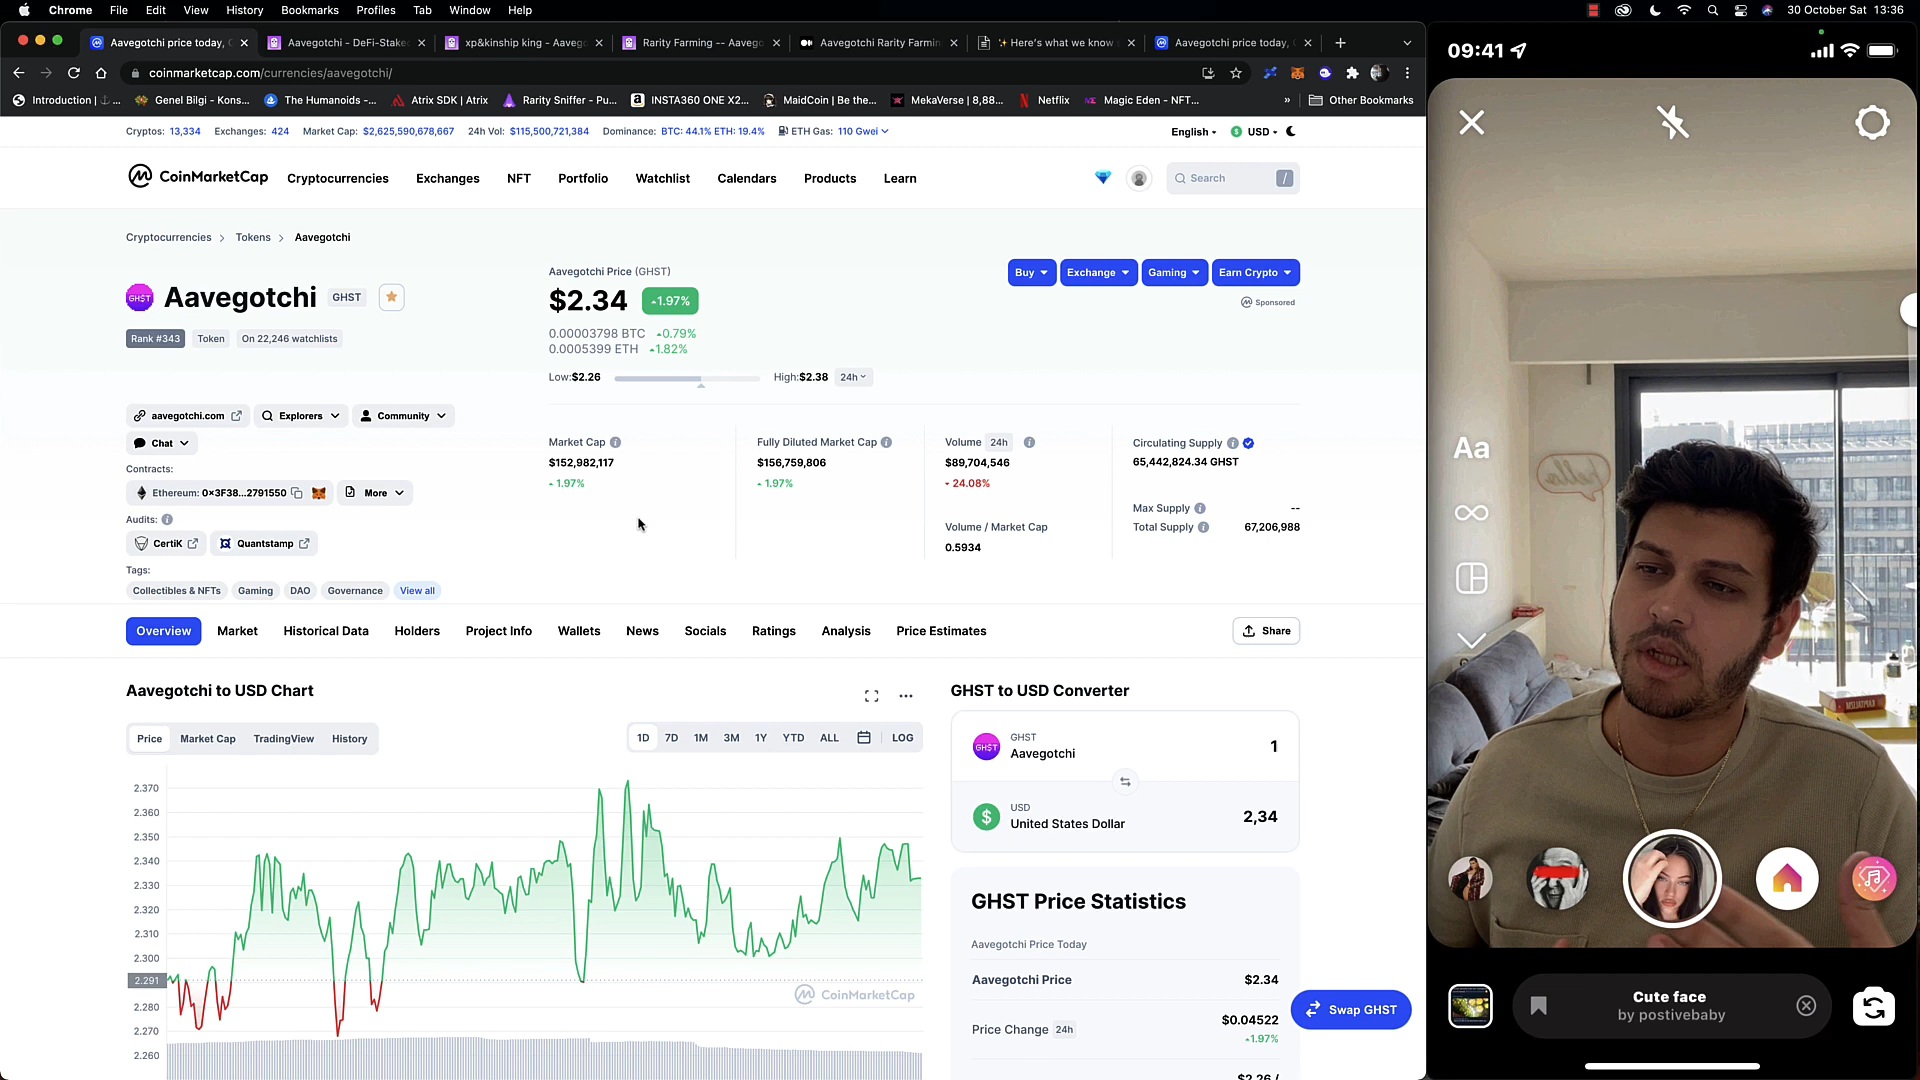 Chrome File Edit View History Bookmarks Profiles Tab Window Help
30 October Sat 13:36
Aavegotchi price today,
Aavegotchi - DeFi-Stake
xp&kinship king - Aaveg
Rarity Farming -- Aavego
Aavegotchi Rarity Farmin
Here's what we know
Aavegotchi price today,
coinmarketcap.com/currencies/aavegotchi/
Introduction | ...
Genel Bilgi - Kons...
The Humanoids -...
Atrix SDK | Atrix
Rarity Sniffer - Pu...
INSTA360 ONE X2...
MaidCoin | Be the...
MekaVerse | 8,88...
Netflix
Magic Eden - NFT...
»
Other Bookmarks
Cryptos: 13,334 Exchanges: 424 Market Cap: $2,625,590,678,667 24h Vol: $115,500,721,384 Dominance: BTC: 44.1% ETH: 19.4% ETH Gas: 110 Gwei
English USD
CoinMarketCap
Cryptocurrencies Exchanges NFT Portfolio Watchlist Calendars Products Learn
Search /
Cryptocurrencies > Tokens > Aavegotchi
GHST Aavegotchi GHST
Rank #343 Token On 22,246 watchlists
Aavegotchi Price (GHST)
$2.34 1.97%
0.00003798 BTC 0.79%
0.0005399 ETH 1.82%
Low:$2.26 High:$2.38 24h
Buy Exchange Gaming Earn Crypto
Sponsored
aavegotchi.com Explorers Community
Chat
Contracts:
Ethereum: 0x3F38...2791550 More
Audits:
CertiK Quantstamp
Tags:
Collectibles & NFTs Gaming DAO Governance View all
Market Cap
$152,982,117
1.97%
Fully Diluted Market Cap
$156,759,806
1.97%
Volume 24h
$89,704,546
24.08%
Volume / Market Cap
0.5934
Circulating Supply
65,442,824.34 GHST
Max Supply --
Total Supply 67,206,988
Overview Market Historical Data Holders Project Info Wallets News Socials Ratings Analysis Price Estimates
Share
Aavegotchi to USD Chart
Price Market Cap TradingView History
1D 7D 1M 3M 1Y YTD ALL LOG
2.370
2.360
2.350
2.340
2.330
2.320
2.310
2.300
2.291
2.280
2.270
2.260
CoinMarketCap
GHST to USD Converter
GHST
GHST
Aavegotchi
1
USD
$
United States Dollar
2,34
GHST Price Statistics
Aavegotchi Price Today
Aavegotchi Price $2.34
Price Change 24h $0.04522
1.97%
$2.26 /
Swap GHST
09:41
Aa
hello
Cute face
by postivebaby